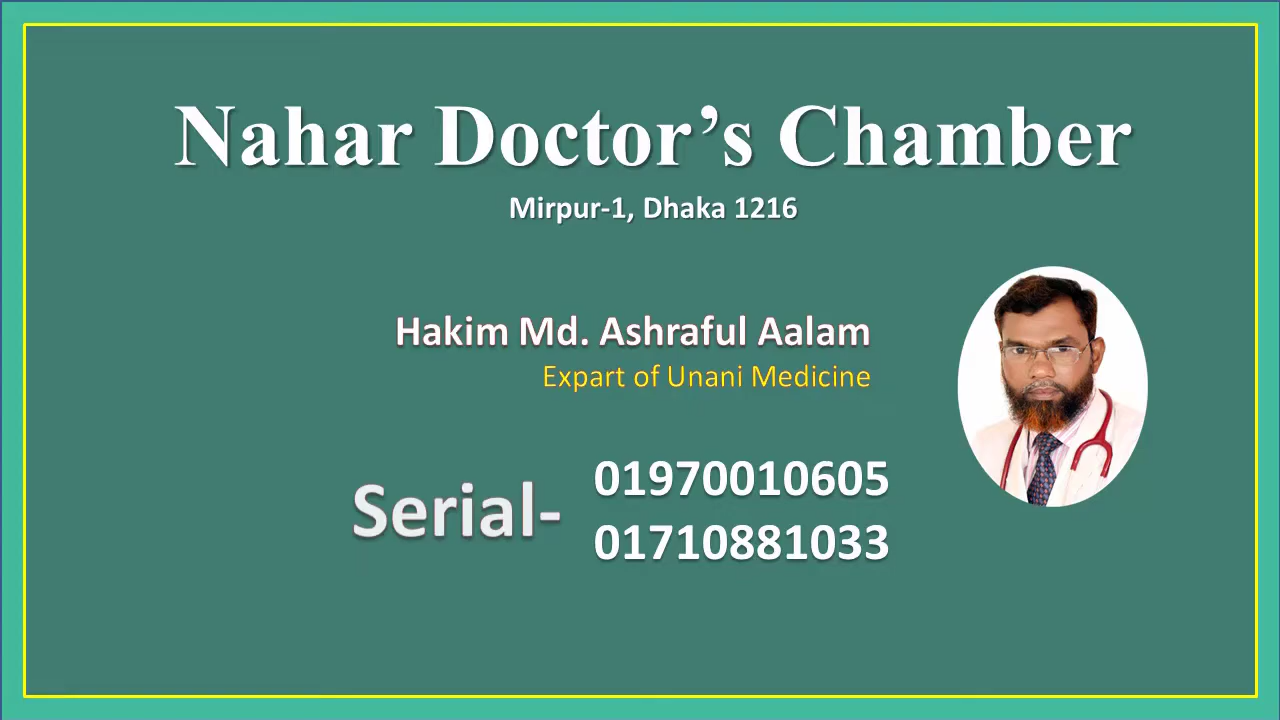 Nahar Doctor’s Chamber
Mirpur-1, Dhaka 1216
Hakim Md. Ashraful Aalam
Expart of Unani Medicine
Serial-
01970010605
01710881033